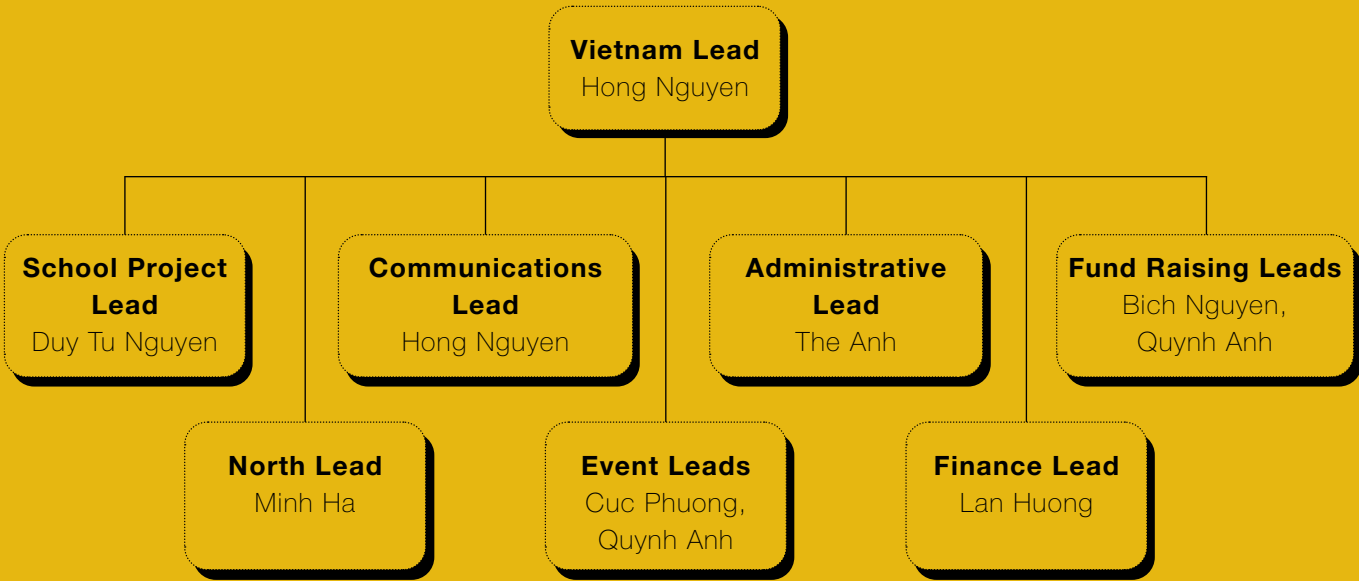 Vietnam Lead
Hong Nguyen
School Project
Lead
Duy Tu Nguyen
Communications
Lead
Hong Nguyen
Administrative
Lead
The Anh
Fund Raising Leads
Bich Nguyen,
Quynh Anh
North Lead
Minh Ha
Event Leads
Cuc Phuong,
Quynh Anh
Finance Lead
Lan Huong